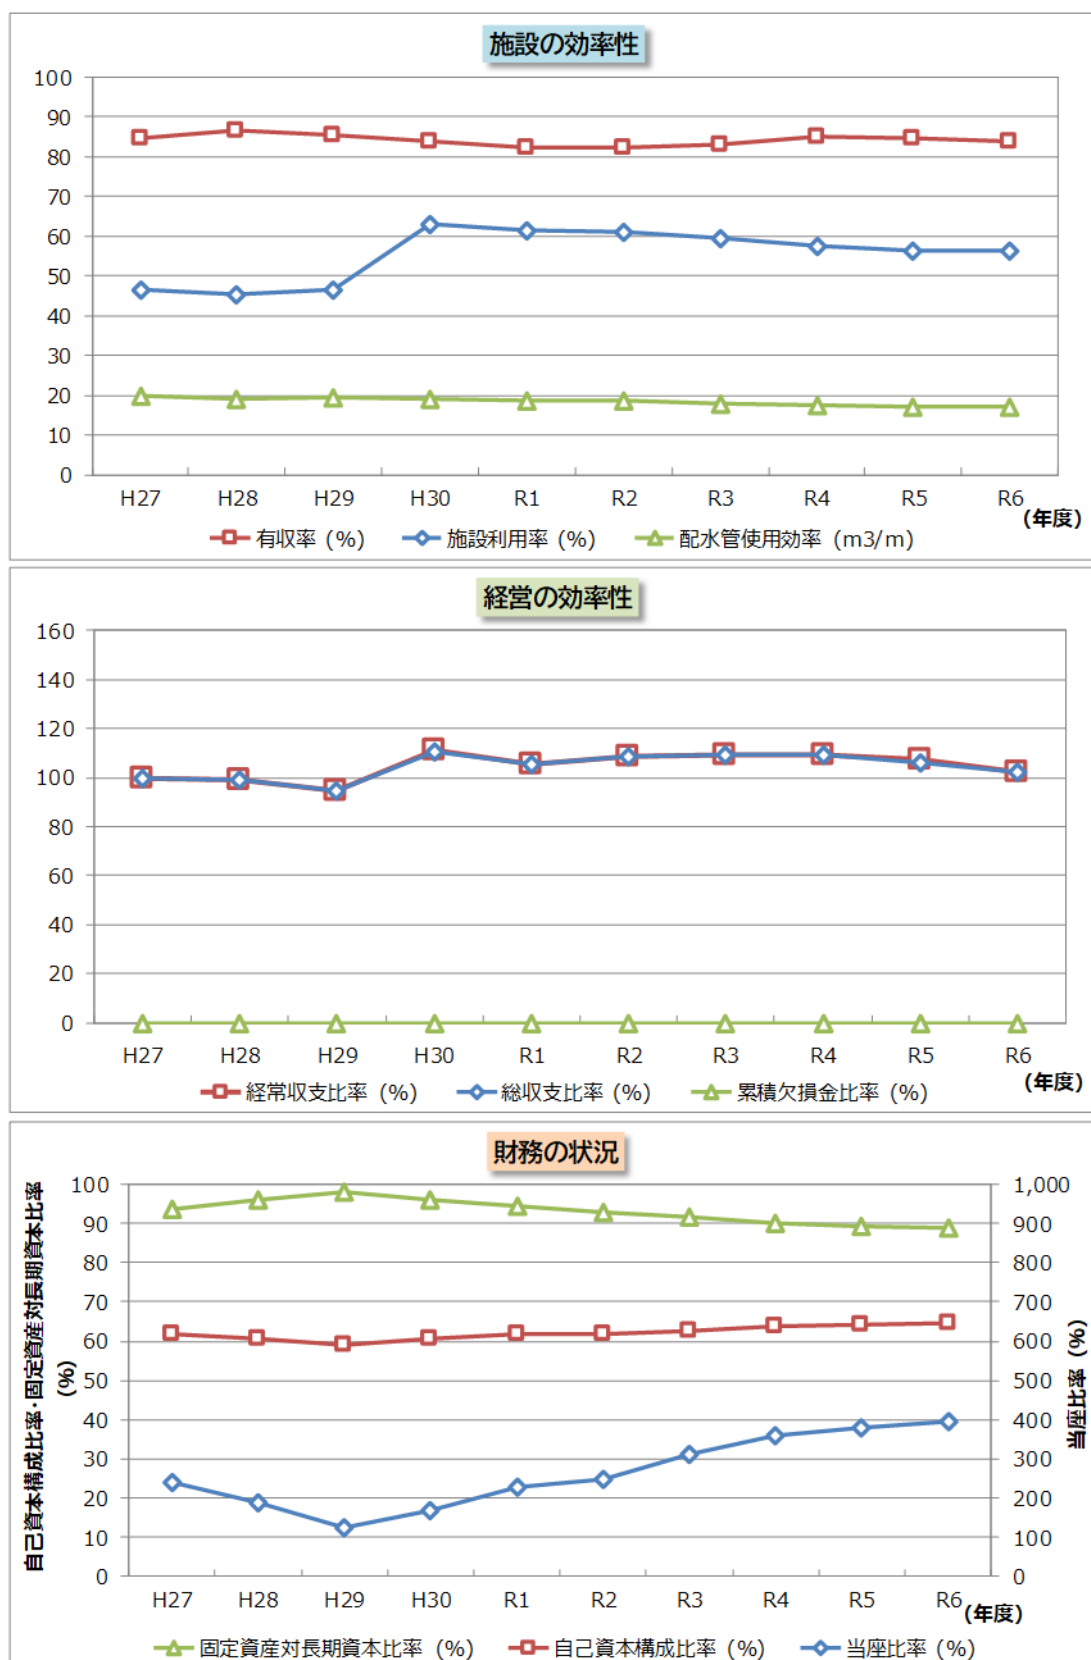 施設の効率性
100
90
80
70
60
50
40
30
20
10
0
H27 H28 H29 H30 R1 R2 R3 R4 R5 R6
(年度)
有収率 (%) 施設利用率 (%) 配水管使用効率 (m3/m)
経営の効率性
160
140
120
100
80
60
40
20
0
H27 H28 H29 H30 R1 R2 R3 R4 R5 R6
(年度)
経常収支比率 (%) 総収支比率 (%) 累積欠損金比率 (%)
財務の状況
自己資本構成比率・固定資産対長期資本比率
(%)
100 1,000
90 900
80 800
70 700
60 600
50 500
40 400
30 300
20 200
10 100
0 0
当座比率 (%)
H27 H28 H29 H30 R1 R2 R3 R4 R5 R6
(年度)
固定資産対長期資本比率 (%) 自己資本構成比率 (%) 当座比率 (%)